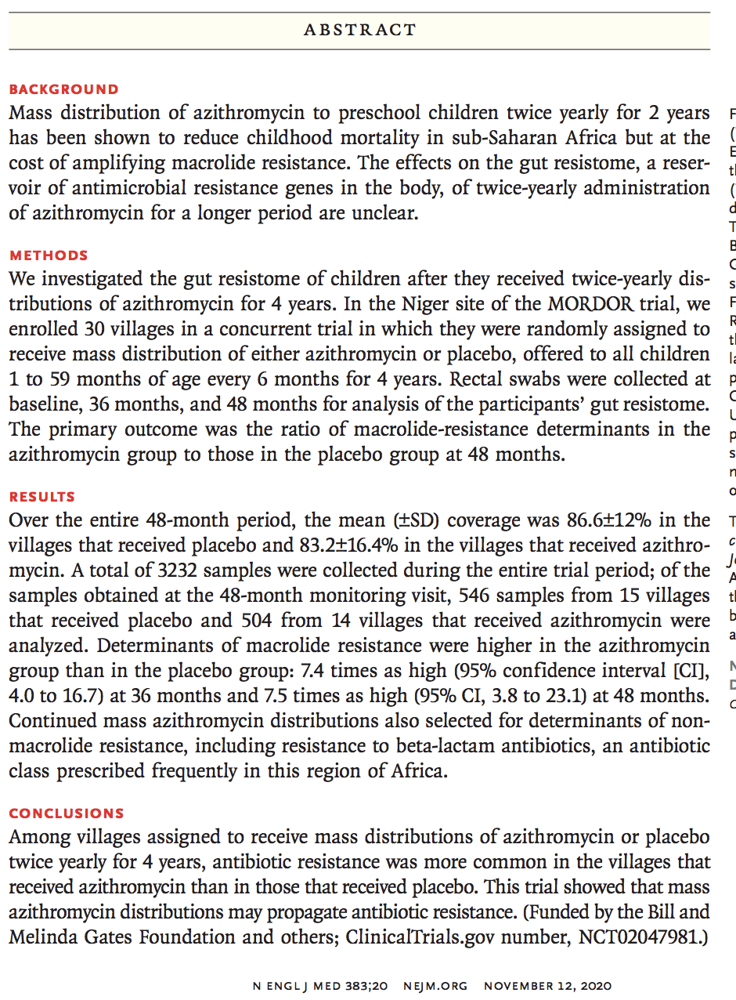 ABSTRACT
BACKGROUND
Mass distribution of azithromycin to preschool children twice yearly for 2 years
has been shown to reduce childhood mortality in sub-Saharan Africa but at the
cost of amplifying macrolide resistance. The effects on the gut resistome, a reser-
voir of antimicrobial resistance genes in the body, of twice-yearly administration
of azithromycin for a longer period are unclear.
METHODS
We investigated the gut resistome of children after they received twice-yearly dis-
tributions of azithromycin for 4 years. In the Niger site of the MORDOR trial, we
enrolled 30 villages in a concurrent trial in which they were randomly assigned to
receive mass distribution of either azithromycin or placebo, offered to all children
1 to 59 months of age every 6 months for 4 years. Rectal swabs were collected at
baseline, 36 months, and 48 months for analysis of the participants’ gut resistome.
The primary outcome was the ratio of macrolide-resistance determinants in the
azithromycin group to those in the placebo group at 48 months.
RESULTS
Over the entire 48-month period, the mean (±SD) coverage was 86.6±12% in the
villages that received placebo and 83.2±16.4% in the villages that received azithro-
mycin. A total of 3232 samples were collected during the entire trial period; of the
samples obtained at the 48-month monitoring visit, 546 samples from 15 villages
that received placebo and 504 from 14 villages that received azithromycin were
analyzed. Determinants of macrolide resistance were higher in the azithromycin
group than in the placebo group: 7.4 times as high (95% confidence interval [CI],
4.0 to 16.7) at 36 months and 7.5 times as high (95% CI, 3.8 to 23.1) at 48 months.
Continued mass azithromycin distributions also selected for determinants of non-
macrolide resistance, including resistance to beta-lactam antibiotics, an antibiotic
class prescribed frequently in this region of Africa.
CONCLUSIONS
Among villages assigned to receive mass distributions of azithromycin or placebo
twice yearly for 4 years, antibiotic resistance was more common in the villages that
received azithromycin than in those that received placebo. This trial showed that mass
azithromycin distributions may propagate antibiotic resistance. (Funded by the Bill and
Melinda Gates Foundation and others; ClinicalTrials.gov number, NCT02047981.)
N ENGL J MED 383;20 NEJM.ORG NOVEMBER 12, 2020